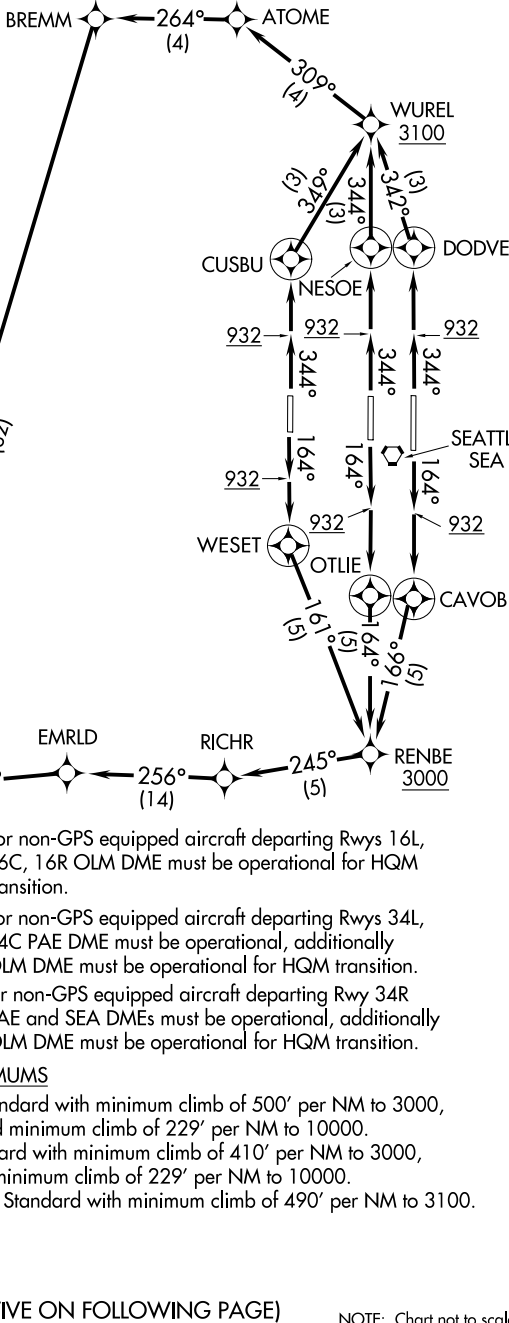 BREMM
264°
(4)
ATOME
309°
(4)
WUREL
3100
(3)
349°
(3)
344°
342°
(3)
CUSBU
NESOE
DODVE
932
932
932
344°
344°
344°
SEATTL
SEA
164°
164°
164°
932
932
932
WESET
OTLIE
CAVOB
161°
(5)
(5)
164°
166°
(5)
EMRLD
RICHR
RENBE
3000
256°
(14)
245°
(5)
or non-GPS equipped aircraft departing Rwys 16L,
6C, 16R OLM DME must be operational for HQM
ansition.
or non-GPS equipped aircraft departing Rwys 34L,
4C PAE DME must be operational, additionally
OLM DME must be operational for HQM transition.
r non-GPS equipped aircraft departing Rwy 34R
AE and SEA DMEs must be operational, additionally
OLM DME must be operational for HQM transition.
MUMS
ndard with minimum climb of 500' per NM to 3000,
d minimum climb of 229' per NM to 10000.
ard with minimum climb of 410' per NM to 3000,
minimum climb of 229' per NM to 10000.
Standard with minimum climb of 490' per NM to 3100.
TIVE ON FOLLOWING PAGE)
NOTE: Chart not to scale